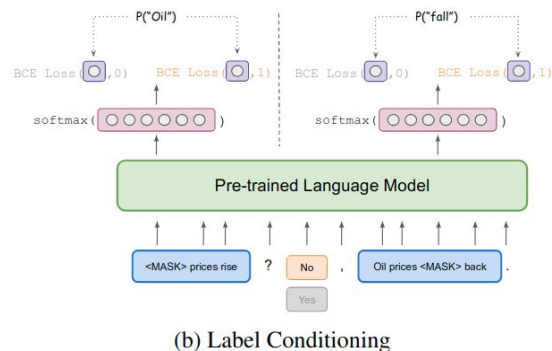 P("Oil") P("fall")
BCE Loss( ,0) BCE Loss( ,1) BCE Loss( ,0) BCE Loss( ,1)
softmax( ) softmax( )
Pre-trained Language Model
<MASK> prices rise ? No , Oil prices <MASK> back .
Yes
(b) Label Conditioning